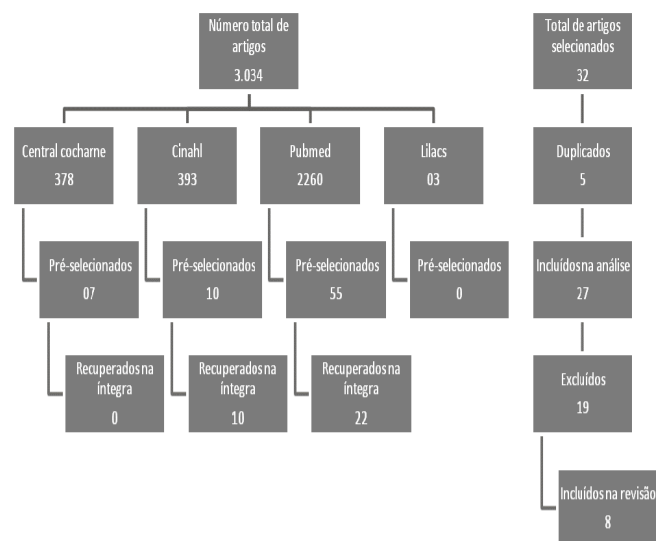 Número total de
artigos
3.034
Central cocharne
378
Cinahl
393
Pubmed
2260
Lilacs
03
Pré-selecionados
07
Pré-selecionados
10
Pré-selecionados
55
Pré-selecionados
0
Recuperados na
íntegra
0
Recuperados na
íntegra
10
Recuperados na
íntegra
22
Total de artigos
selecionados
32
Duplicados
5
Incluídos na análise
27
Excluídos
19
Incluídos na revisão
8